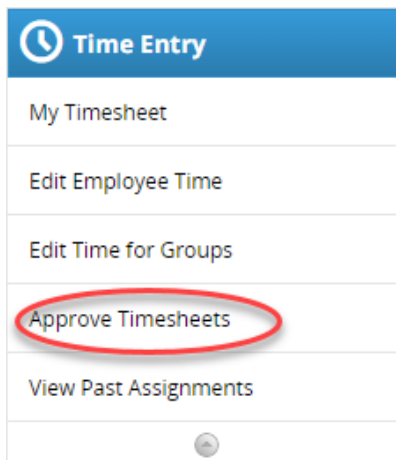 Time Entry
My Timesheet
Edit Employee Time
Edit Time for Groups
Approve Timesheets
View Past Assignments